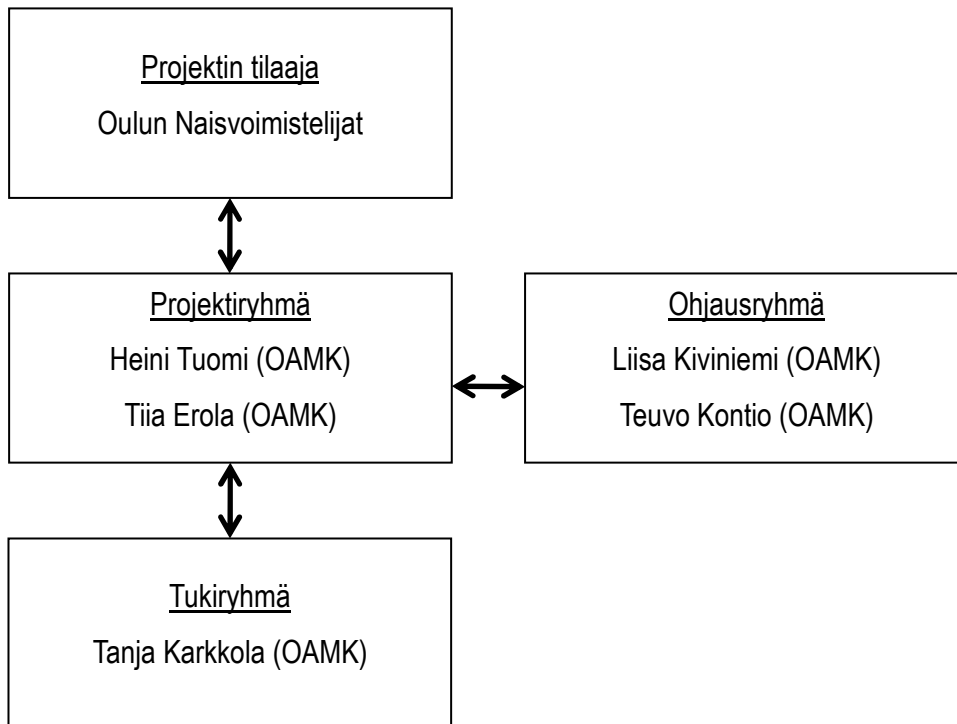 Projektin tilaaja
Oulun Naisvoimistelijat
Projektiryhmä
Heini Tuomi (OAMK)
Tiia Erola (OAMK)
Ohjausryhmä
Liisa Kiviniemi (OAMK)
Teuvo Kontio (OAMK)
Tukiryhmä
Tanja Karkkola (OAMK)